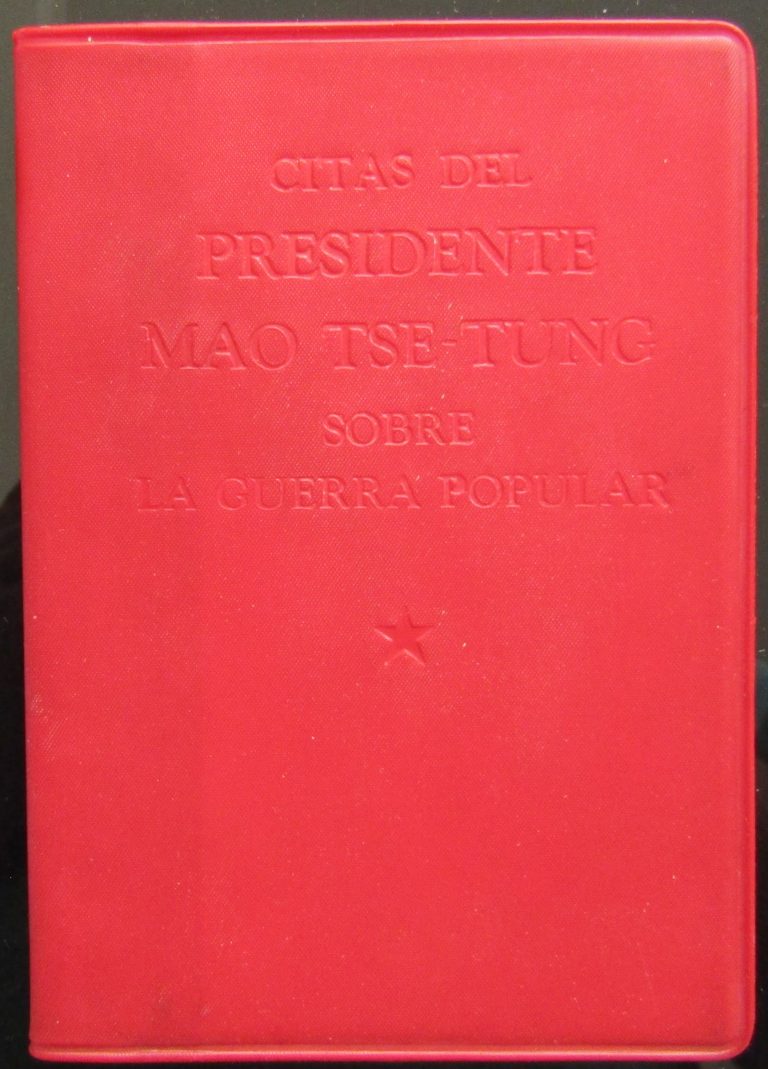 CITAS DEL
PRESIDENTE
MAO TSE-TUNG
SOBRE
LA GUERRA POPULAR